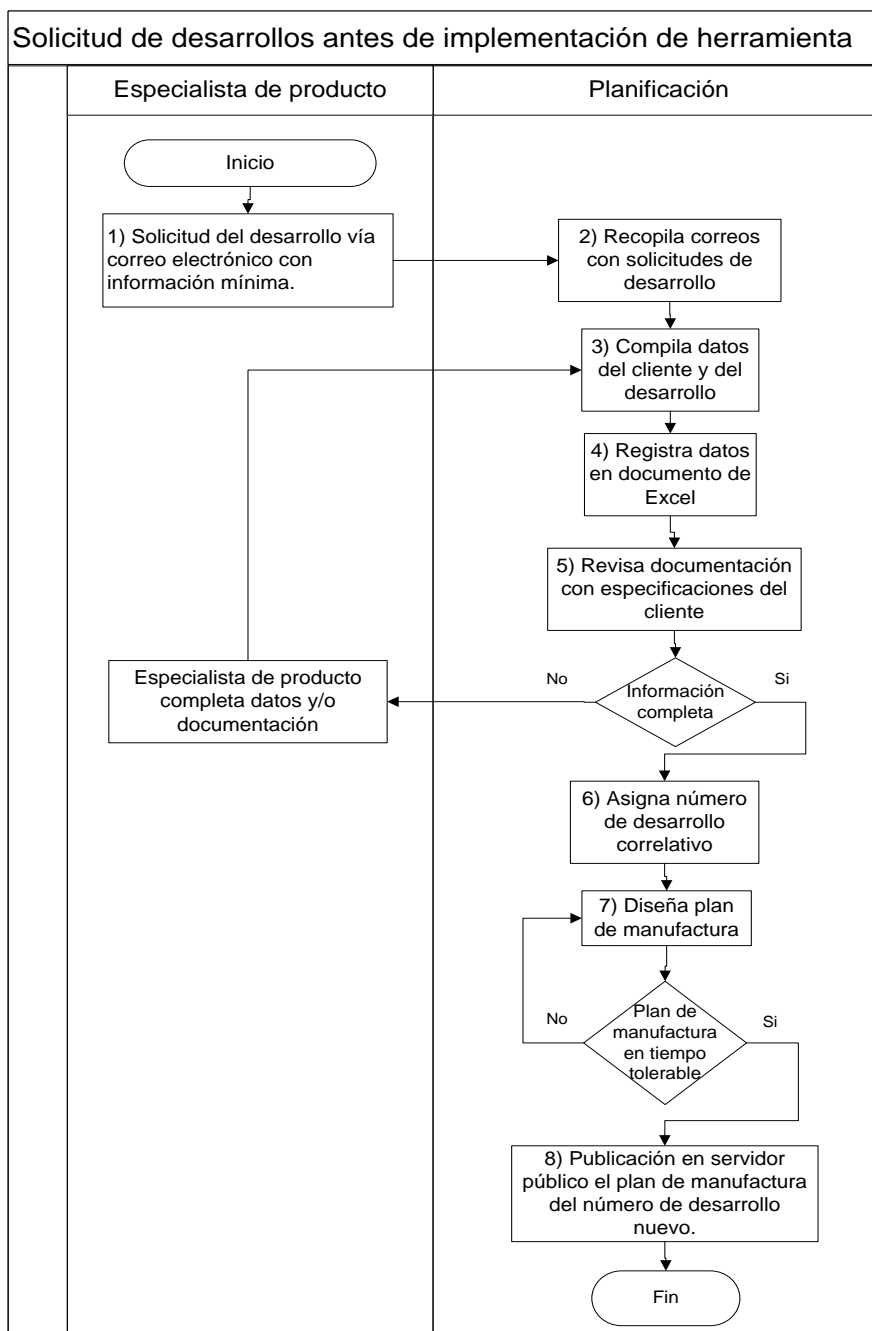 Solicitud de desarrollos antes de implementación de herramienta
Especialista de producto
Planificación
Inicio
1) Solicitud del desarrollo vía
correo electrónico con
información mínima.
2) Recopila correos
con solicitudes de
desarrollo
3) Compila datos
del cliente y del
desarrollo
4) Registra datos
en documento de
Excel
5) Revisa documentación
con especificaciones del
cliente
Especialista de producto
completa datos y/o
documentación
No
Información
completa
Si
6) Asigna número
de desarrollo
correlativo
7) Diseña plan
de manufactura
No
Plan de
manufactura
en tiempo
tolerable
Si
8) Publicación en servidor
público el plan de manufactura
del número de desarrollo
nuevo.
Fin